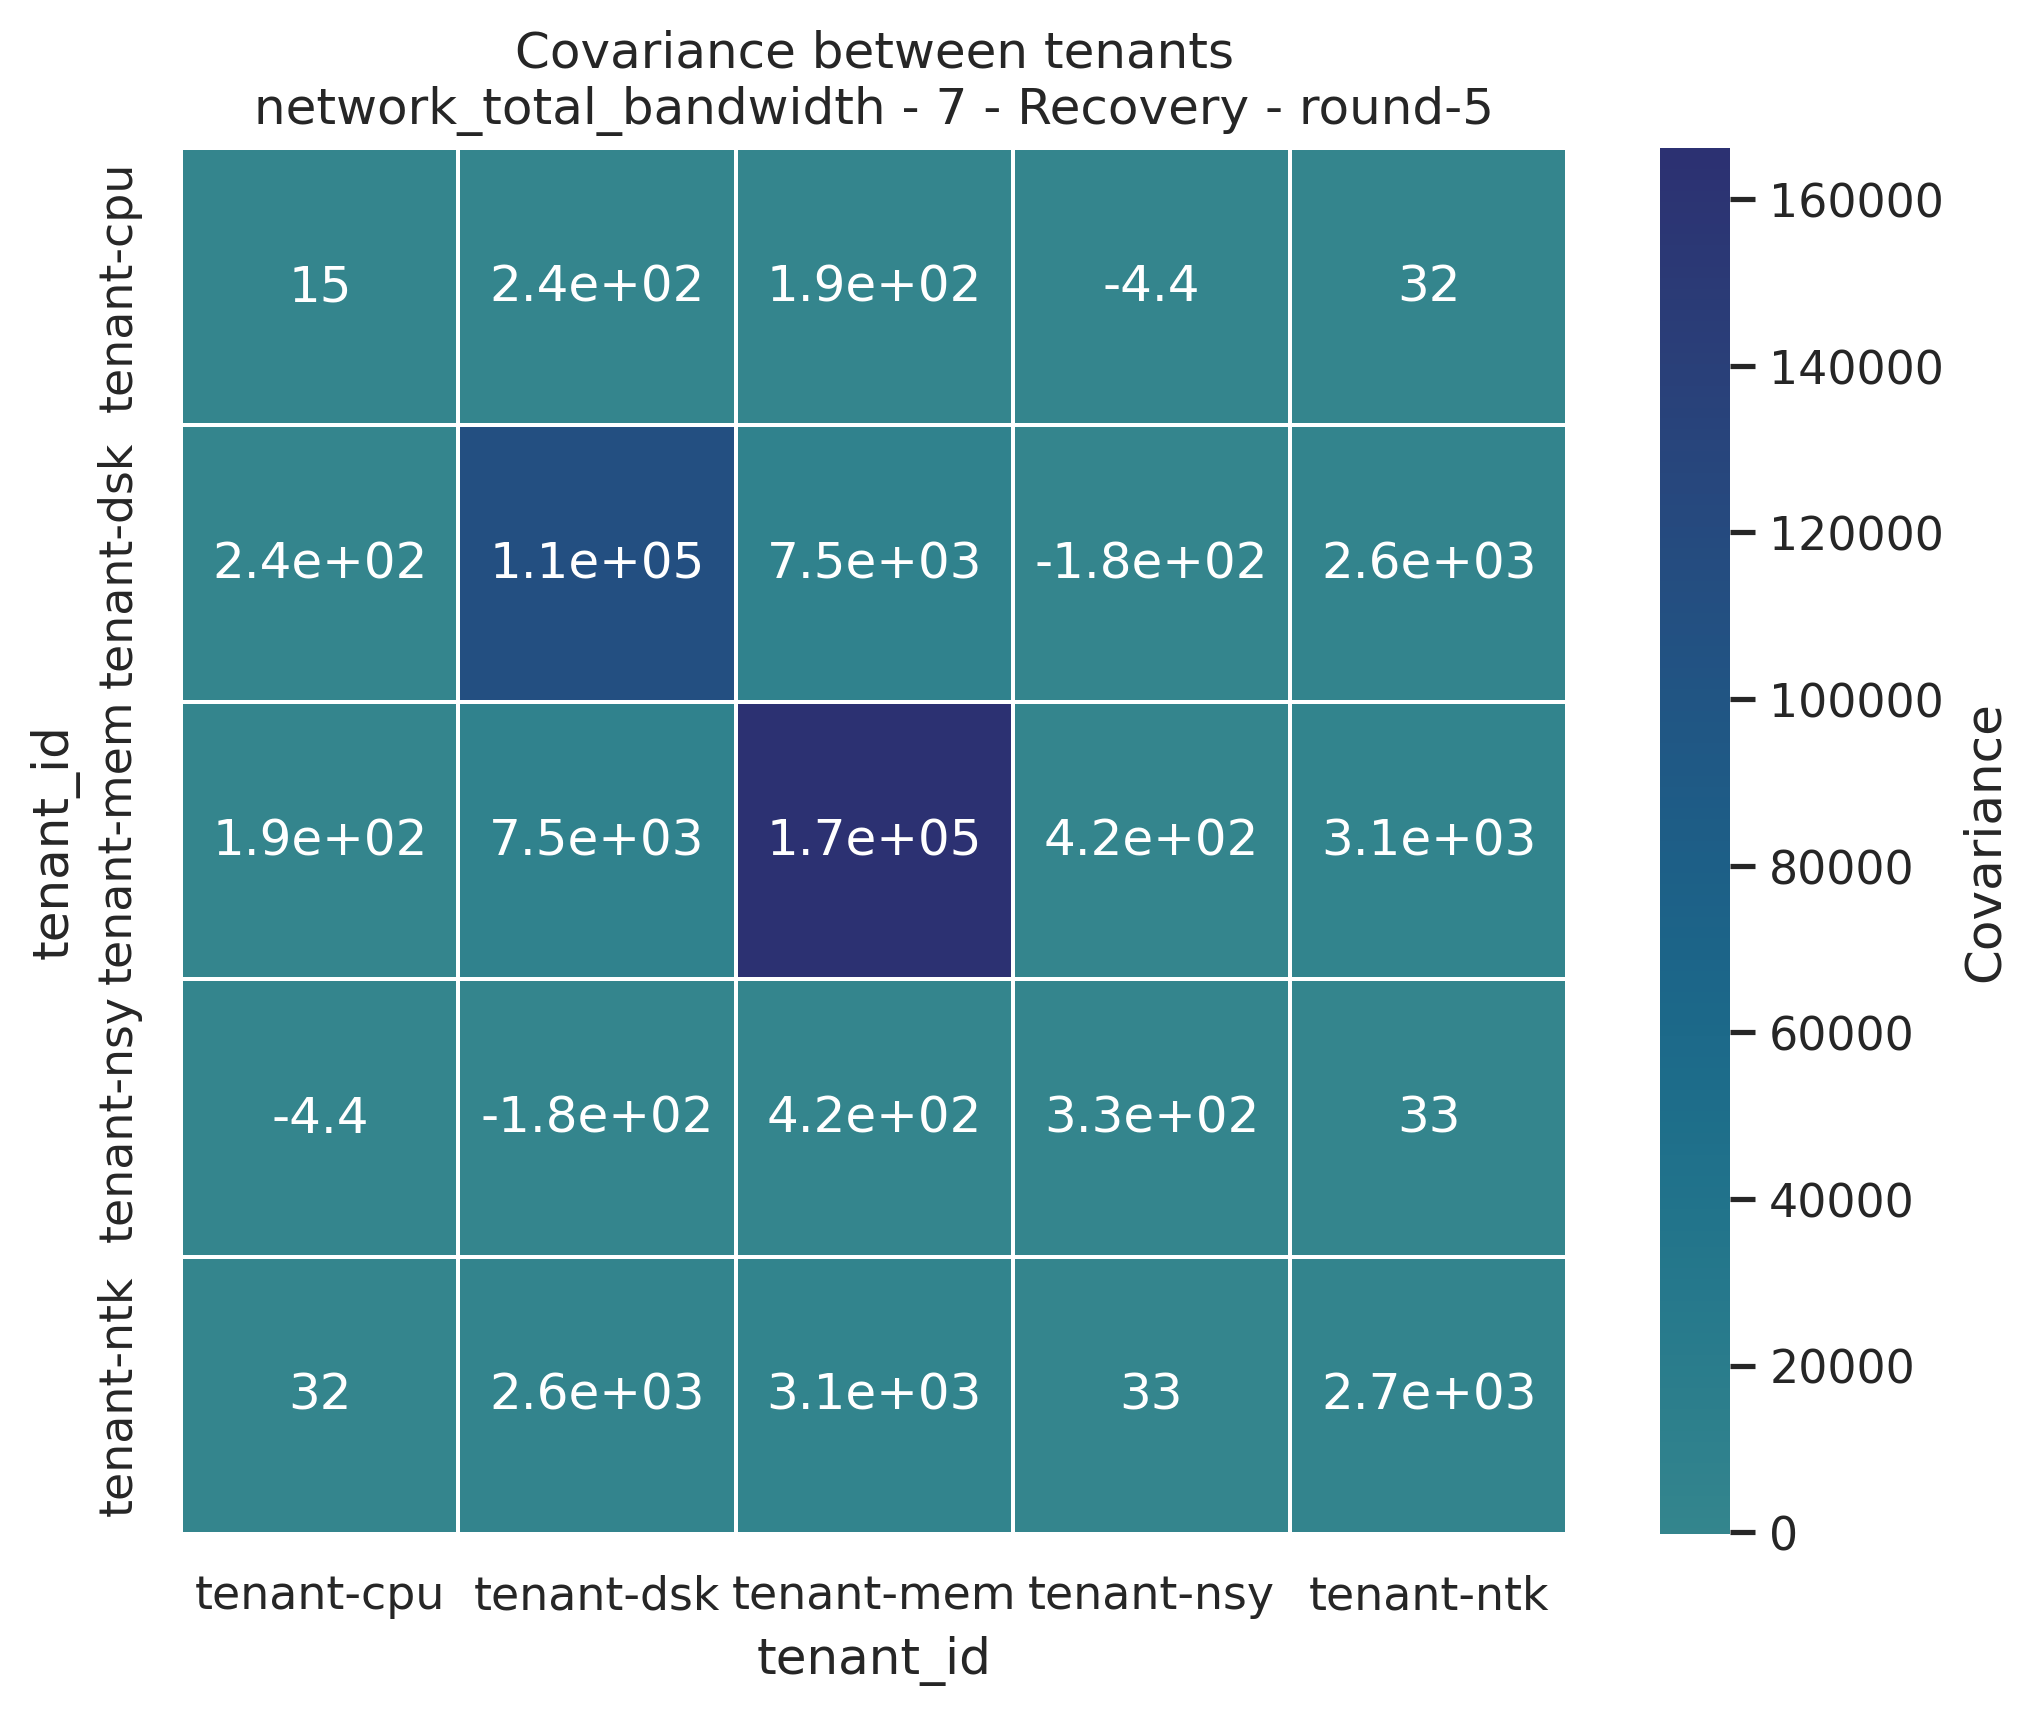 Covariance between tenants
network_total_bandwidth - 7 - Recovery - round-5
tenant_id
tenant-cpu
15 2.4e+02 1.9e+02 -4.4 32
tenant-dsk
2.4e+02 1.1e+05 7.5e+03 -1.8e+02 2.6e+03
tenant-mem
1.9e+02 7.5e+03 1.7e+05 4.2e+02 3.1e+03
tenant-nsy
-4.4 -1.8e+02 4.2e+02 3.3e+02 33
tenant-ntk
32 2.6e+03 3.1e+03 33 2.7e+03
tenant-cpu tenant-dsk tenant-mem tenant-nsy tenant-ntk
tenant_id
160000
140000
120000
100000
80000
60000
40000
20000
0
Covariance